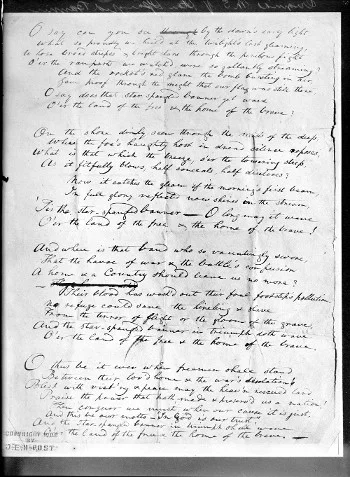 O say can you see by the dawn's early light
What so proudly we hail'd at the twilight's last gleaming,
Whose broad stripes & bright stars through the perilous fight
O'er the ramparts we watch'd, were so gallantly streaming?
And the rocket's red glare, the bomb bursting in air,
Gave proof through the night that our flag was still there,
O say does that star-spangled banner yet wave
O'er the land of the free & the home of the brave?
On the shore dimly seen through the mists of the deep,
Where the foe's haughty host in dread silence reposes,
What is that which the breeze, o'er the towering steep,
As it fitfully blows, half conceals, half discloses?
Now it catches the gleam of the morning's first beam,
In full glory reflected now shines in the stream,
'Tis the star-spangled banner — O long may it wave
O'er the land of the free & the home of the brave!
And where is that band who so vauntingly swore,
That the havoc of war & the battle's confusion
A home & a Country should leave us no more?
Their blood has wash'd out their foul footstep's pollution
No refuge could save the hireling & slave
From the terror of flight or the gloom of the grave,
And the star-spangled banner in triumph doth wave
O'er the land of the free & the home of the brave.
O thus be it ever when freemen shall stand
Between their lov'd home & the war's desolation!
Blest with vict'ry & peace may the heav'n rescued land
Praise the power that hath made & preserv'd us a nation!
Then conquer we must, when our cause it is just,
And this be our motto - "In God is our trust,"
And the star-spangled banner in triumph shall wave
O'er the land of the free & the home of the brave. —
COPYRIGHT 1914
BY